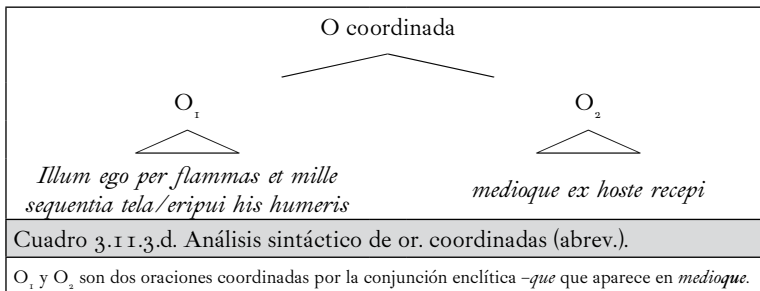 O coordinada
O₁ O₂
Illum ego per flammas et mille
sequentia tela/eripui his humeris
medioque ex hoste recepi
Cuadro 3.11.3.d. Análisis sintáctico de or. coordinadas (abrev.).
O₁ y O₂ son dos oraciones coordinadas por la conjunción enclítica –que que aparece en medioque.